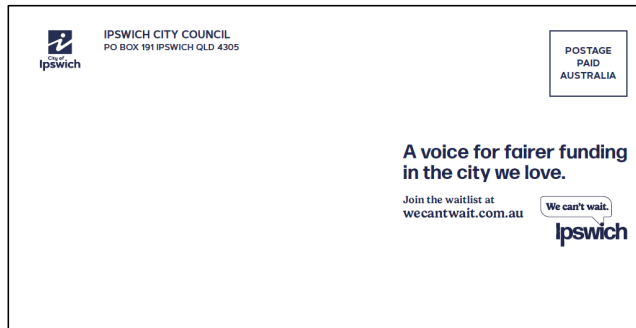 IPSWICH CITY COUNCIL
PO BOX 191 IPSWICH QLD 4305
City of
Ipswich
POSTAGE
PAID
AUSTRALIA
A voice for fairer funding
in the city we love.
Join the waitlist at
wecantwait.com.au
We can't wait.
Ipswich